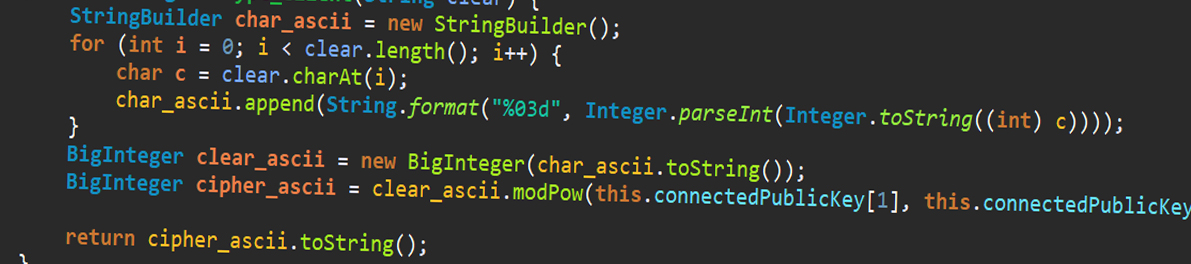 StringBuilder char_ascii = new StringBuilder();
for (int i = 0; i < clear.length(); i++) {
char c = clear.charAt(i);
char_ascii.append(String.format("%03d", Integer.parseInt(Integer.toString((int) c))));
}
BigInteger clear_ascii = new BigInteger(char_ascii.toString());
BigInteger cipher_ascii = clear_ascii.modPow(this.connectedPublicKey[1], this.connectedPublicKey
return cipher_ascii.toString();